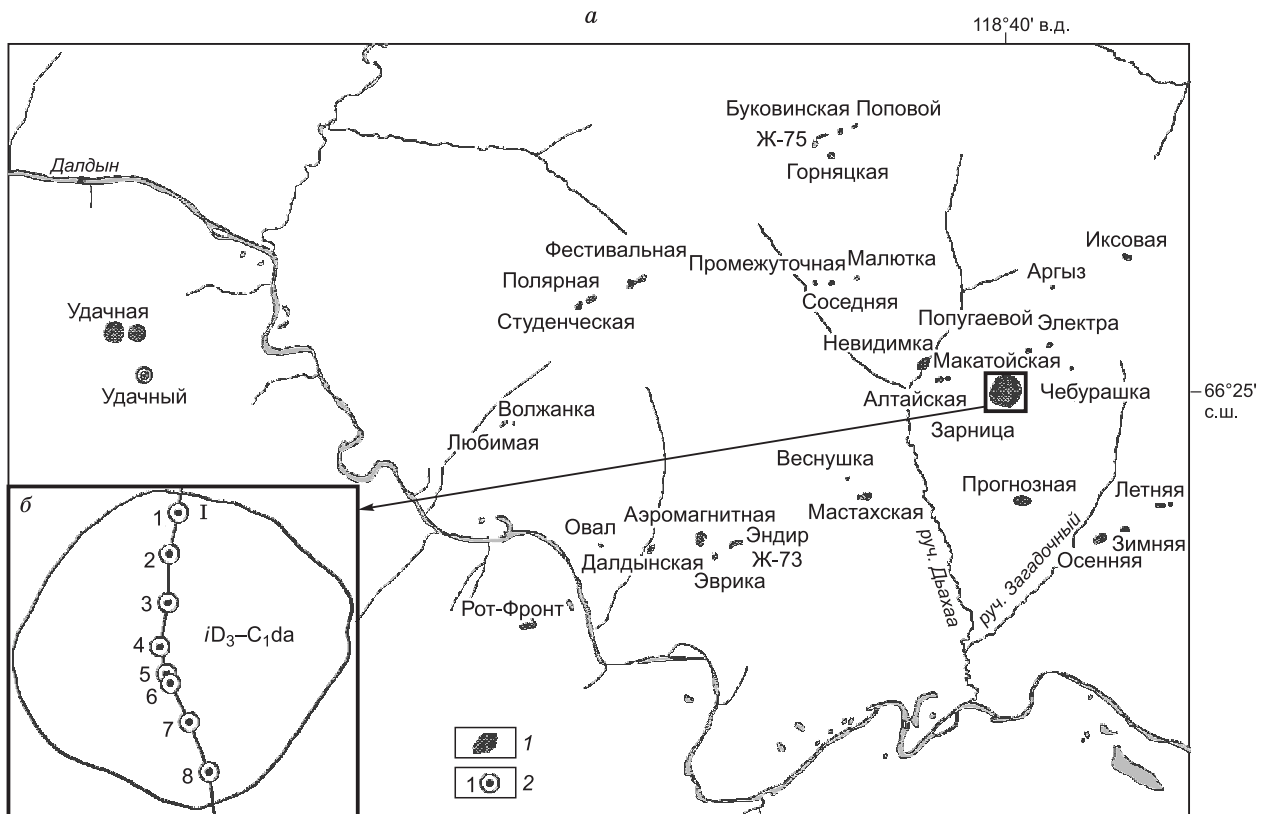 а
118°40' в.д.
Буковинская Поповой
Ж-75
Горняцкая
Далдын
Иксовая
Фестивальная
Промежуточная
Малютка
Аргыз
Полярная
Соседняя
Удачная
Студенческая
Попугаевой
Электра
Невидимка
Макатойская
Удачный
Алтайская
Чебурашка
66°25'
с.ш.
Волжанка
Зарница
Любимая
Веснушка
Прогнозная
Летняя
б
Мастахская
1
I
Аэромагнитная
Овал
Эндир
Зимняя
2
Далдынская
Ж-73
Осенняя
Эврика
руч. Дьахаа
руч. Загадочный
3
Рот-Фронт
4
iD₃–C₁da
5
6
7
8
1
1
2